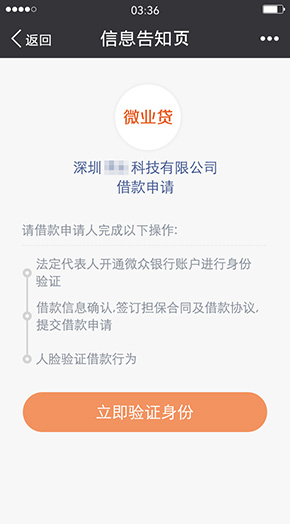 03:36
返回
信息告知页
微业贷
深圳 科技有限公司
借款申请
请借款申请人完成以下操作:
法定代表人开通微众银行账户进行身份
验证
借款信息确认,签订担保合同及借款协议,
提交借款申请
人脸验证借款行为
立即验证身份